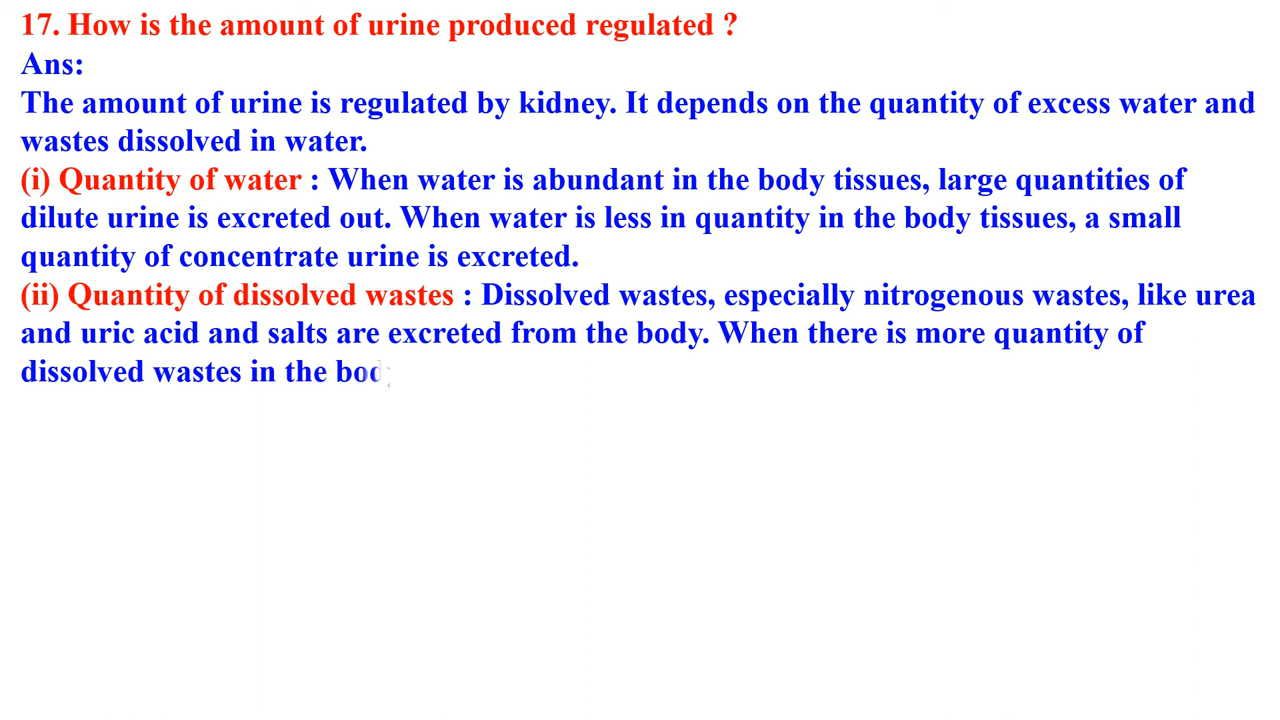 17. How is the amount of urine produced regulated ?
Ans:
The amount of urine is regulated by kidney. It depends on the quantity of excess water and
wastes dissolved in water.
(i) Quantity of water : When water is abundant in the body tissues, large quantities of
dilute urine is excreted out. When water is less in quantity in the body tissues, a small
quantity of concentrate urine is excreted.
(ii) Quantity of dissolved wastes : Dissolved wastes, especially nitrogenous wastes, like urea
and uric acid and salts are excreted from the body. When there is more quantity of
dissolved wastes in the